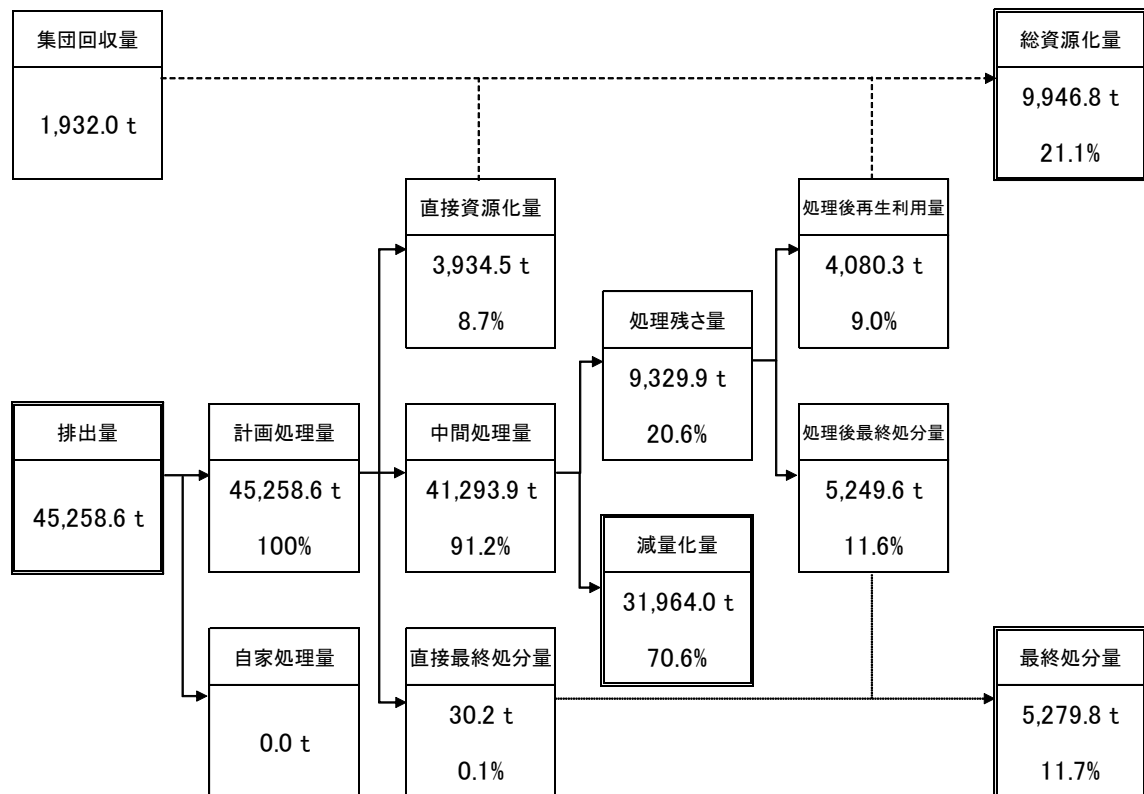 集団回収量
1,932.0 t
総資源化量
9,946.8 t
21.1%
直接資源化量
3,934.5 t
8.7%
処理後再生利用量
4,080.3 t
9.0%
処理残さ量
9,329.9 t
20.6%
排出量
45,258.6 t
計画処理量
45,258.6 t
100%
中間処理量
41,293.9 t
91.2%
処理後最終処分量
5,249.6 t
11.6%
減量化量
31,964.0 t
70.6%
自家処理量
0.0 t
直接最終処分量
30.2 t
0.1%
最終処分量
5,279.8 t
11.7%